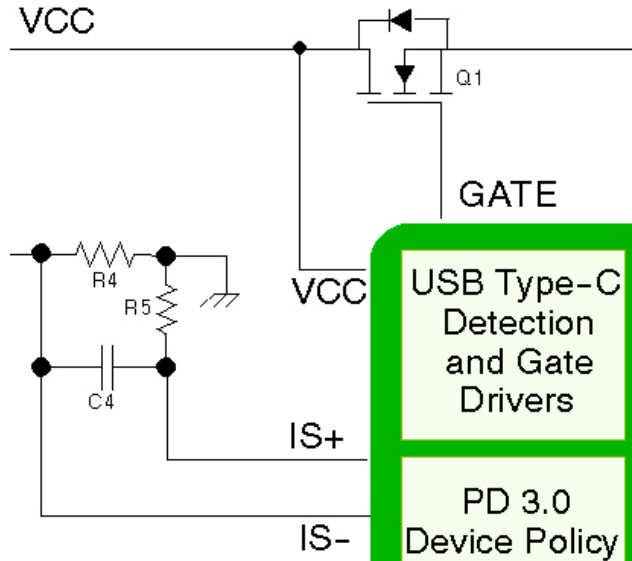 VCC
Q1
GATE
R4
VCC
R5
USB Type-C
Detection
and Gate
Drivers
C4
IS+
IS-
PD 3.0
Device Policy